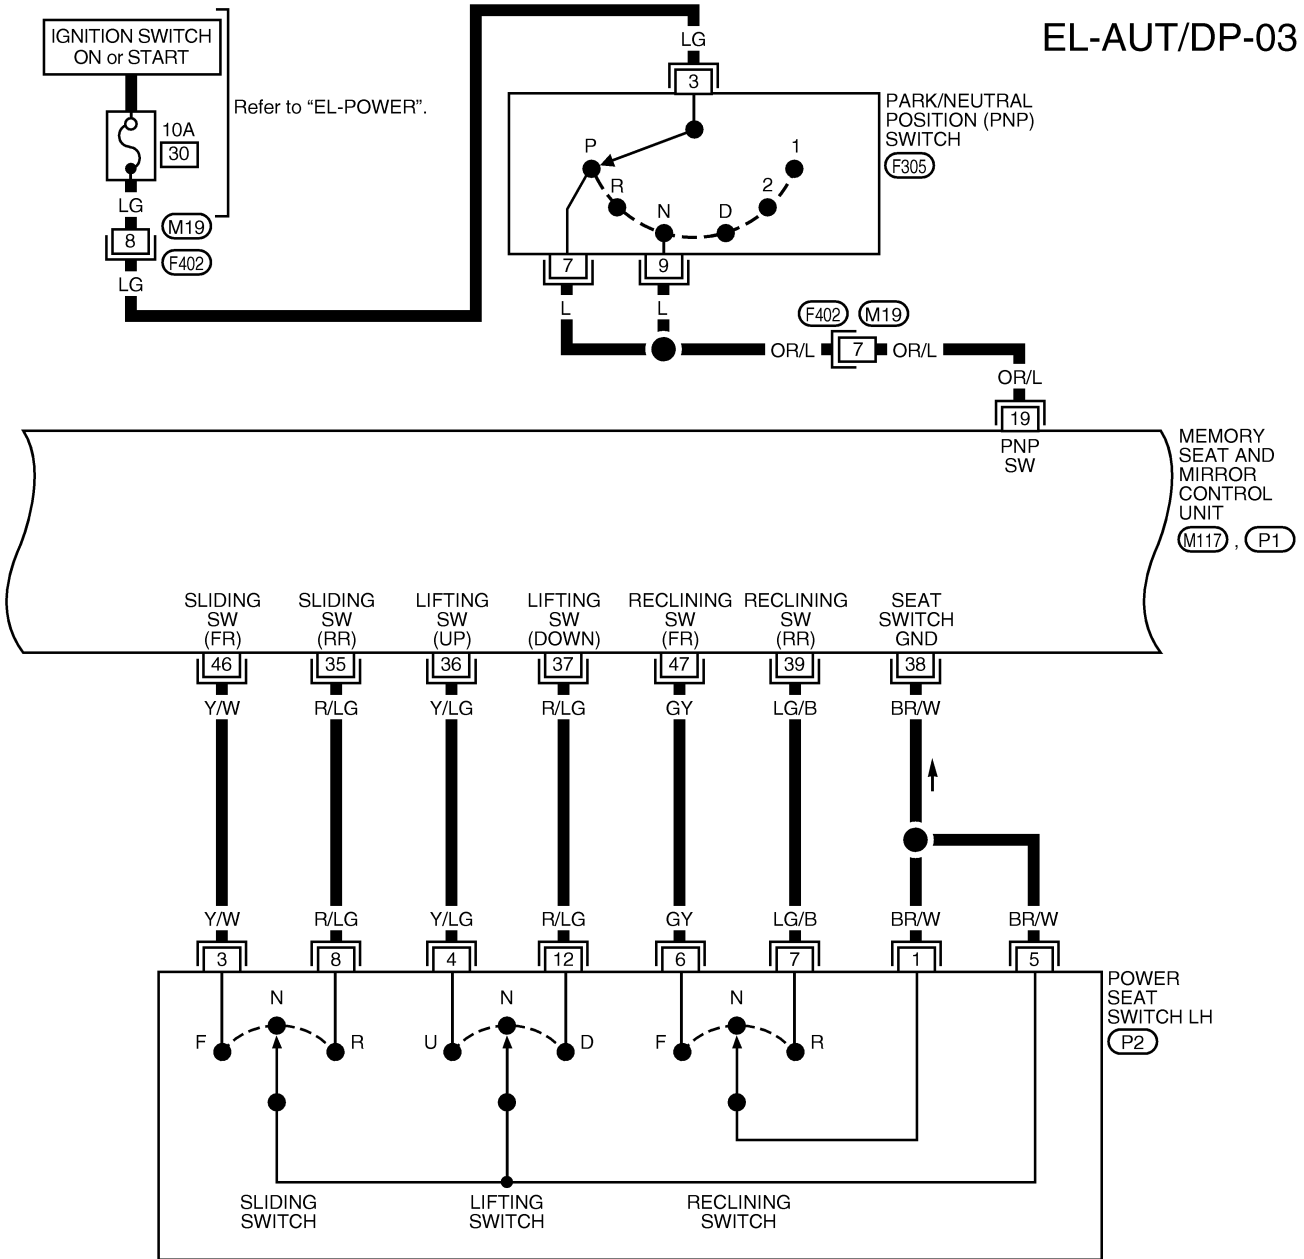 EL-AUT/DP-03
IGNITION SWITCH
ON or START
Refer to “EL-POWER”.
10A
30
LG
8
M19
F402
LG
LG
3
PARK/NEUTRAL
POSITION (PNP)
SWITCH
F305
P
R
N
D
2
1
7
9
L
L
F402
M19
OR/L
7
OR/L
OR/L
19
PNP
SW
MEMORY
SEAT AND
MIRROR
CONTROL
UNIT
M117 , P1
SLIDING
SW
(FR)
SLIDING
SW
(RR)
LIFTING
SW
(UP)
LIFTING
SW
(DOWN)
RECLINING
SW
(FR)
RECLINING
SW
(RR)
SEAT
SWITCH
GND
46
35
36
37
47
39
38
Y/W
R/LG
Y/LG
R/LG
GY
LG/B
BR/W
Y/W
R/LG
Y/LG
R/LG
GY
LG/B
BR/W
BR/W
3
8
4
12
6
7
1
5
POWER
SEAT
SWITCH LH
P2
F
N
R
U
N
D
F
N
R
SLIDING
SWITCH
LIFTING
SWITCH
RECLINING
SWITCH